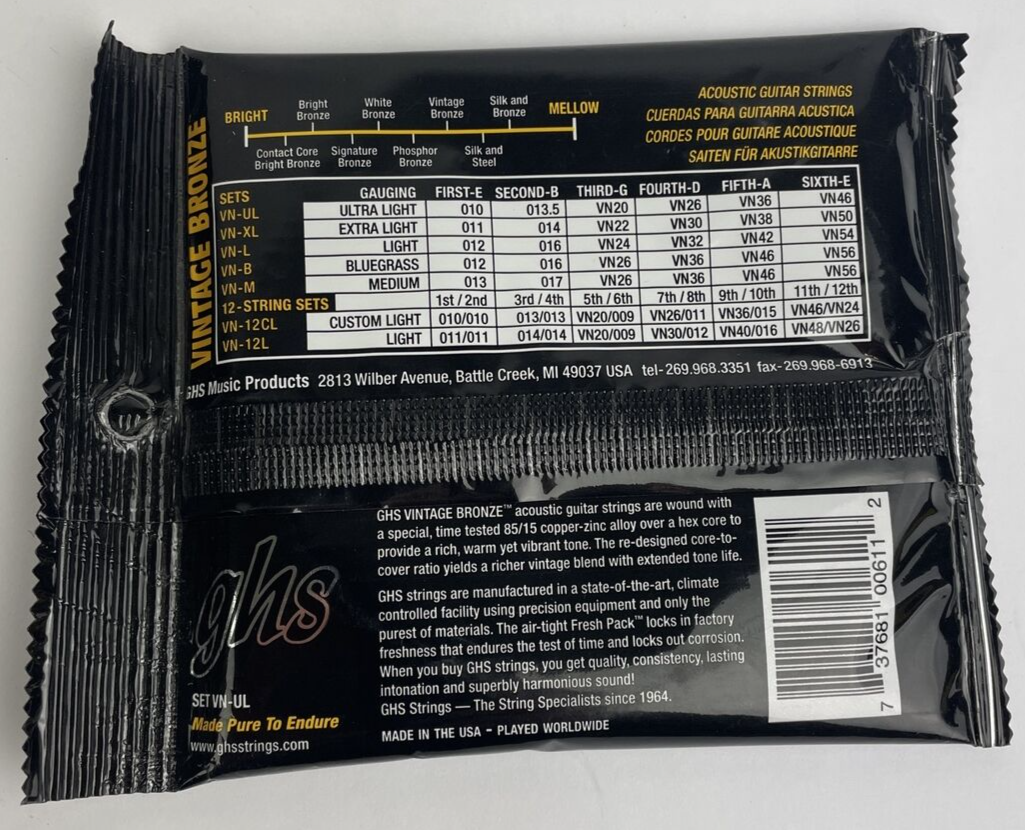 VINTAGE BRONZE
BRIGHT
Bright Bronze
White Bronze
Vintage Bronze
Silk and Bronze
MELLOW
Contact Core Bright Bronze
Signature Bronze
Phosphor Bronze
Silk and Steel
ACOUSTIC GUITAR STRINGS
CUERDAS PARA GUITARRA ACUSTICA
CORDES POUR GUITARE ACOUSTIQUE
SAITEN FÜR AKUSTIKGITARRE
SETS GAUGING FIRST-E SECOND-B THIRD-G FOURTH-D FIFTH-A SIXTH-E
VN-UL ULTRA LIGHT 010 013.5 VN20 VN26 VN36 VN46
VN-XL EXTRA LIGHT 011 014 VN22 VN30 VN38 VN50
VN-L LIGHT 012 016 VN24 VN32 VN42 VN54
VN-B BLUEGRASS 012 016 VN26 VN36 VN46 VN56
VN-M MEDIUM 013 017 VN26 VN36 VN46 VN56
12-STRING SETS 1st / 2nd 3rd / 4th 5th / 6th 7th / 8th 9th / 10th 11th / 12th
VN-12CL CUSTOM LIGHT 010/010 013/013 VN20/009 VN26/011 VN36/015 VN46/VN24
VN-12L LIGHT 011/011 014/014 VN20/009 VN30/012 VN40/016 VN48/VN26
GHS Music Products 2813 Wilber Avenue, Battle Creek, MI 49037 USA tel-269.968.3351 fax-269.968-6913
GHS VINTAGE BRONZE™ acoustic guitar strings are wound with
a special, time tested 85/15 copper-zinc alloy over a hex core to
provide a rich, warm yet vibrant tone. The re-designed core-to-
cover ratio yields a richer vintage blend with extended tone life.
GHS strings are manufactured in a state-of-the-art, climate
controlled facility using precision equipment and only the
purest of materials. The air-tight Fresh Pack™ locks in factory
freshness that endures the test of time and locks out corrosion.
When you buy GHS strings, you get quality, consistency, lasting
intonation and superbly harmonious sound!
GHS Strings — The String Specialists since 1964.
MADE IN THE USA - PLAYED WORLDWIDE
ghs
SET VN-UL
Made Pure To Endure
www.ghsstrings.com
7 37681 00611 2